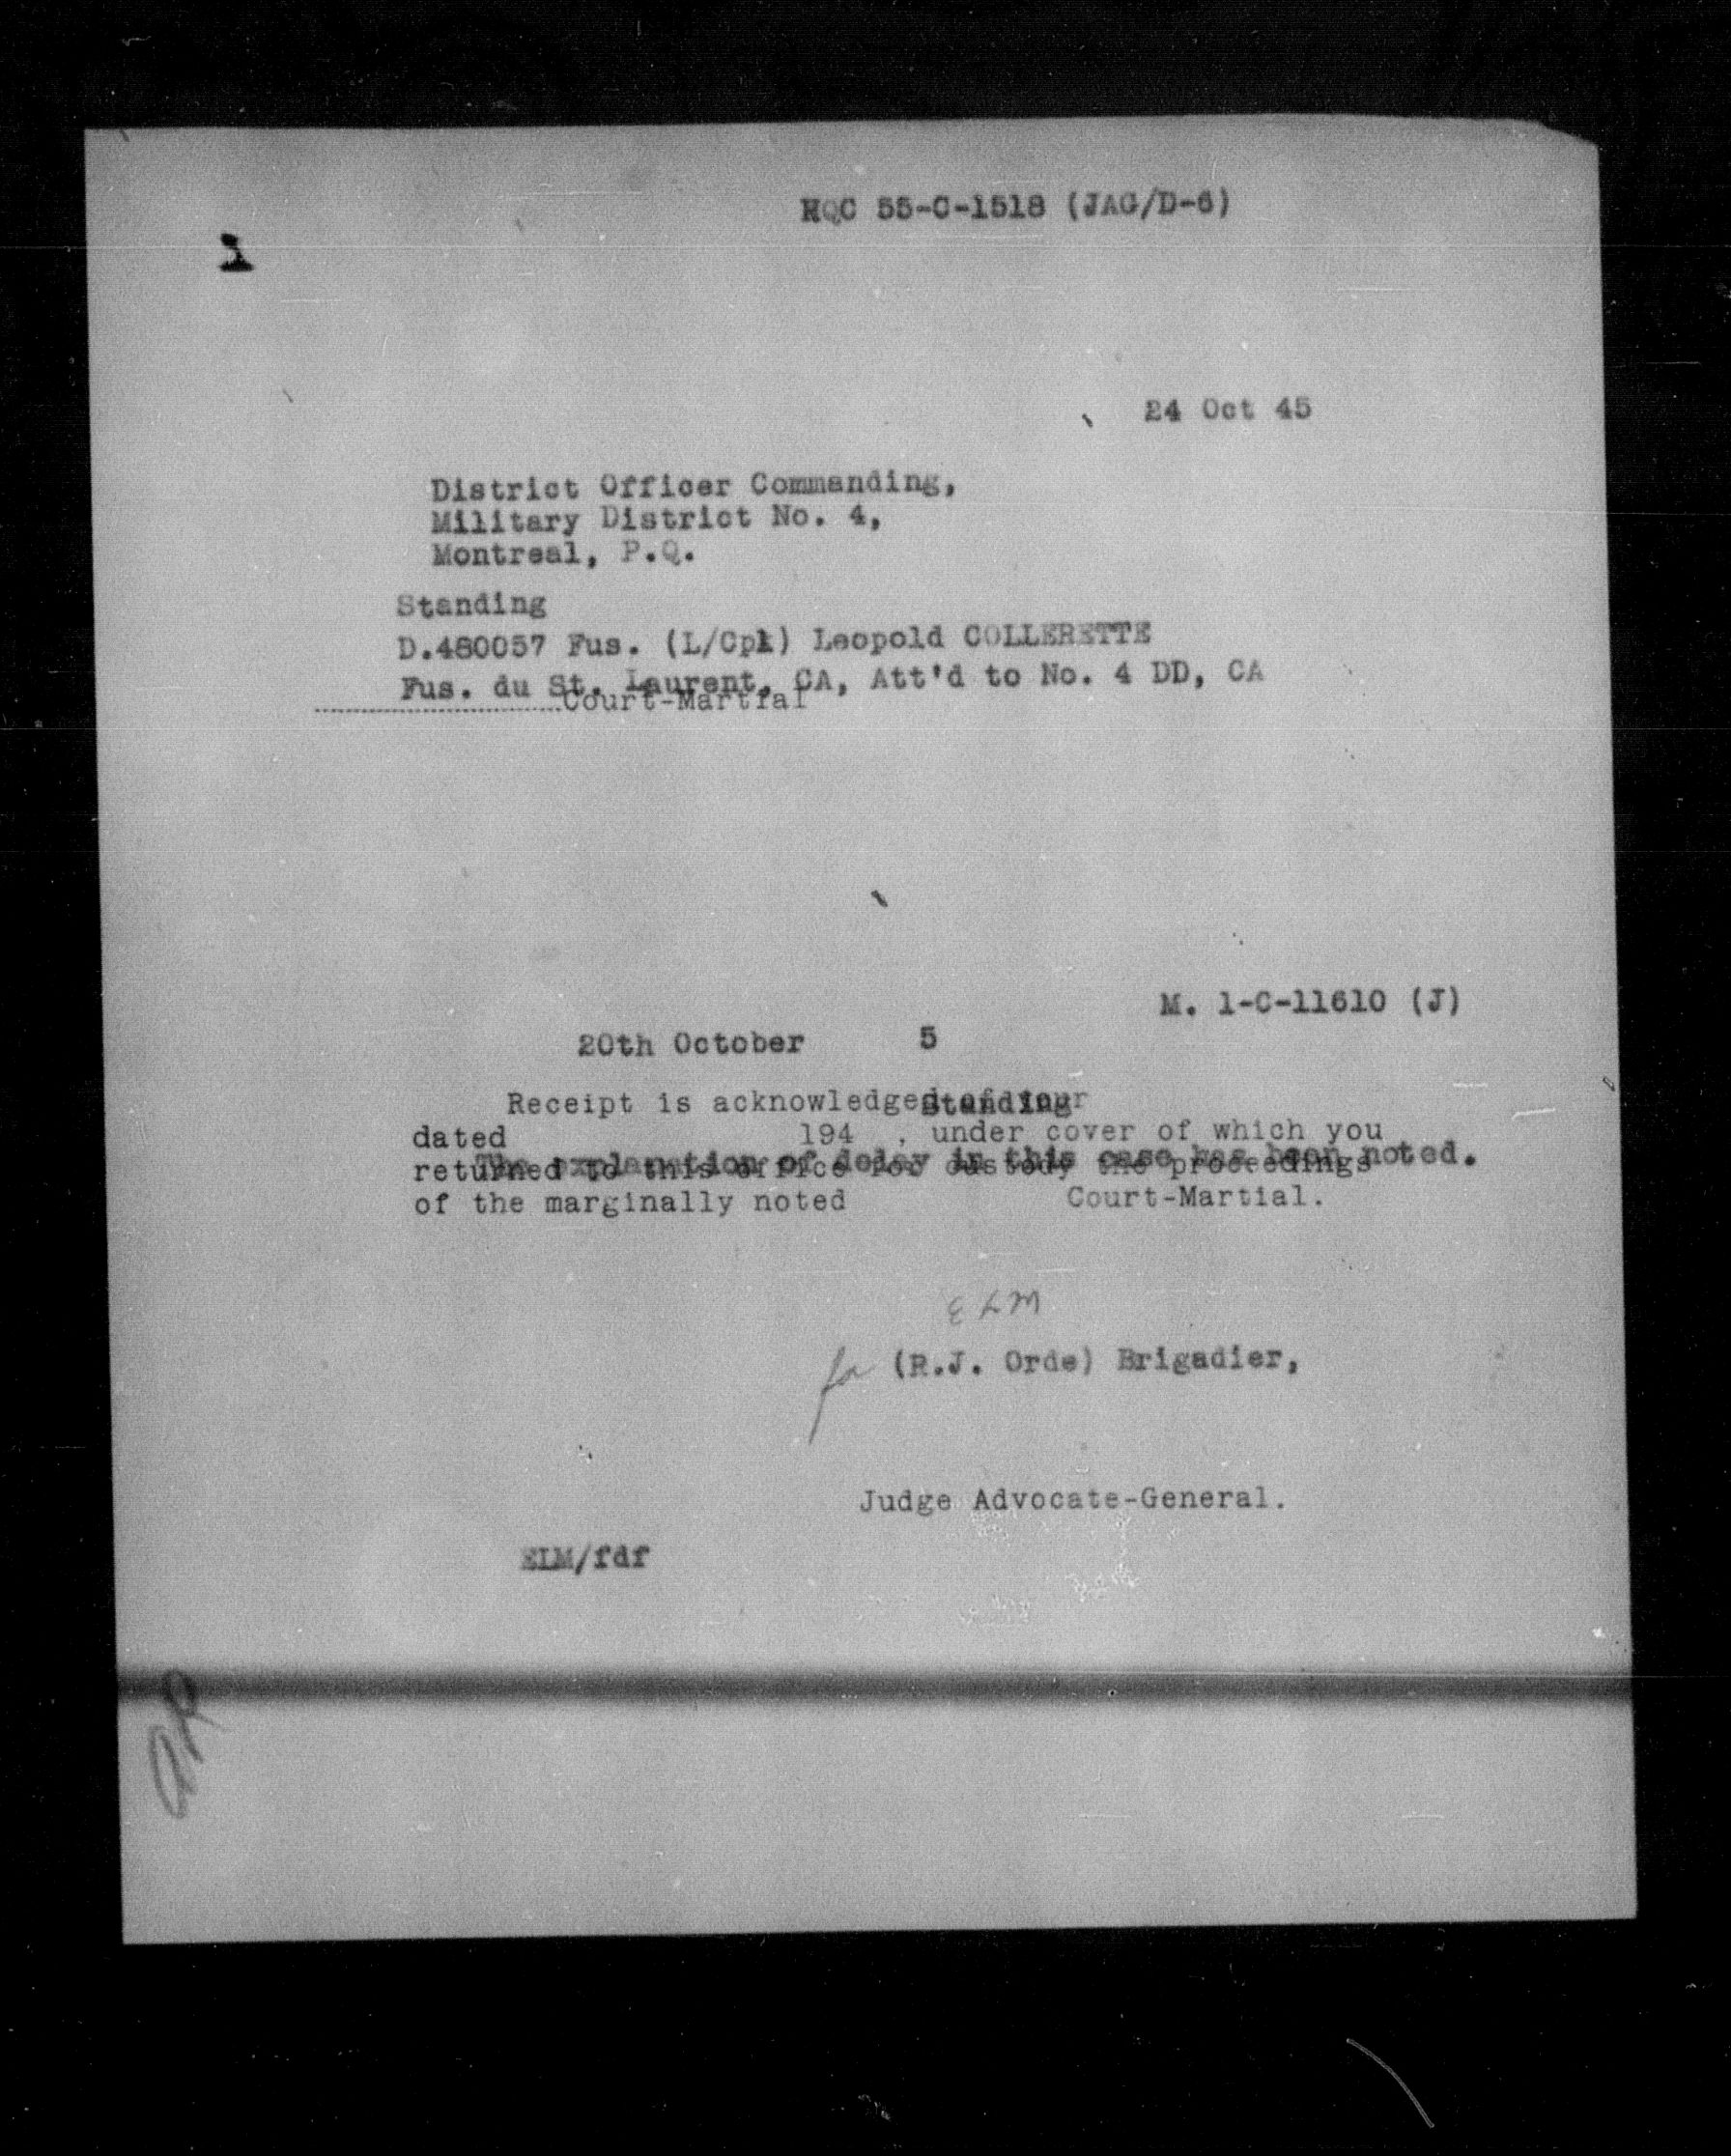 HQC 55-C-1518 (JAG/D-6)
1
24 Oct 45
District Officer Commanding,
Military District No. 4,
Montreal, P.Q.
Standing
D.480057 Fus. (L/Cpl) Leopold COLLERETTE
Fus. du St. Laurent, CA, Att'd to No. 4 DD, CA
....................Court-Martial
M. 1-C-11610 (J)
20th October 5
Receipt is acknowledged of your
Standing
dated 194 , under cover of which you
The explanation of delay in this case has been noted.
returned to this office for custody the proceedings
of the marginally noted Court-Martial.
ELM
for (R.J. Orde) Brigadier,
Judge Advocate-General.
ELM/fdf